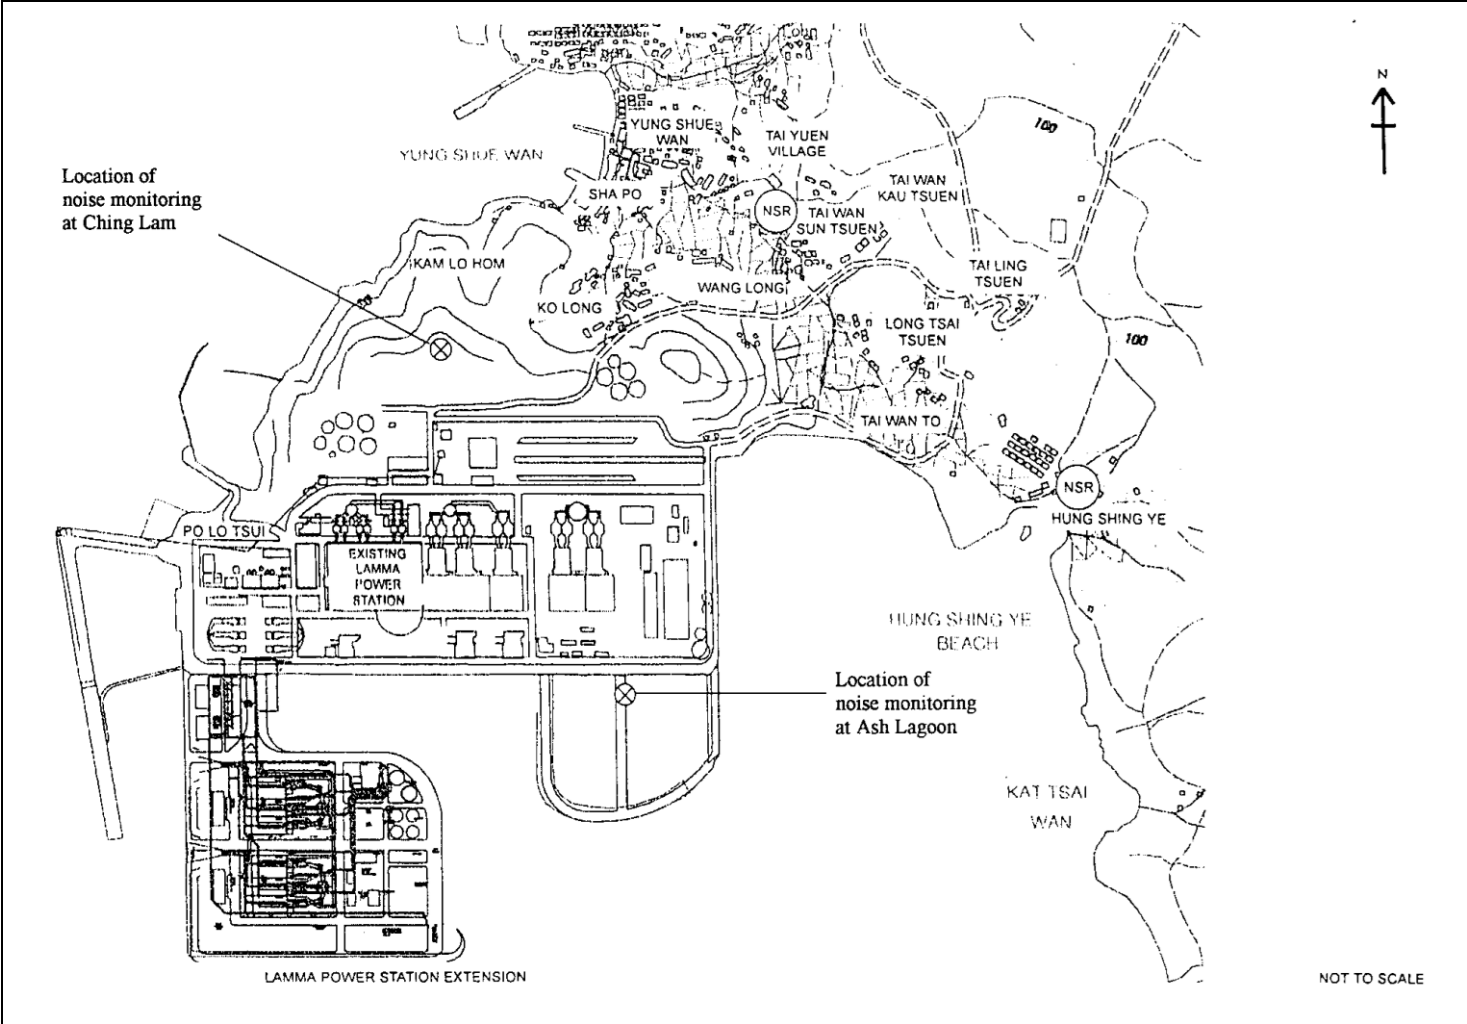 N
100
YUNG SHUE
WAN
TAI YUEN
VILLAGE
YUNG SHUE WAN
Location of
noise monitoring
at Ching Lam
SHA PO
TAI WAN
KAU TSUEN
NSR
TAI WAN
SUN TSUEN
KAM LO HOM
TAI LING
TSUEN
WANG LONG
KO LONG
LONG TSAI
TSUEN
100
TAI WAN TO
NSR
HUNG SHING YE
PO LO TSUI
EXISTING
LAMMA
POWER
STATION
HUNG SHING YE
BEACH
Location of
noise monitoring
at Ash Lagoon
KAT TSAI
WAN
LAMMA POWER STATION EXTENSION
NOT TO SCALE